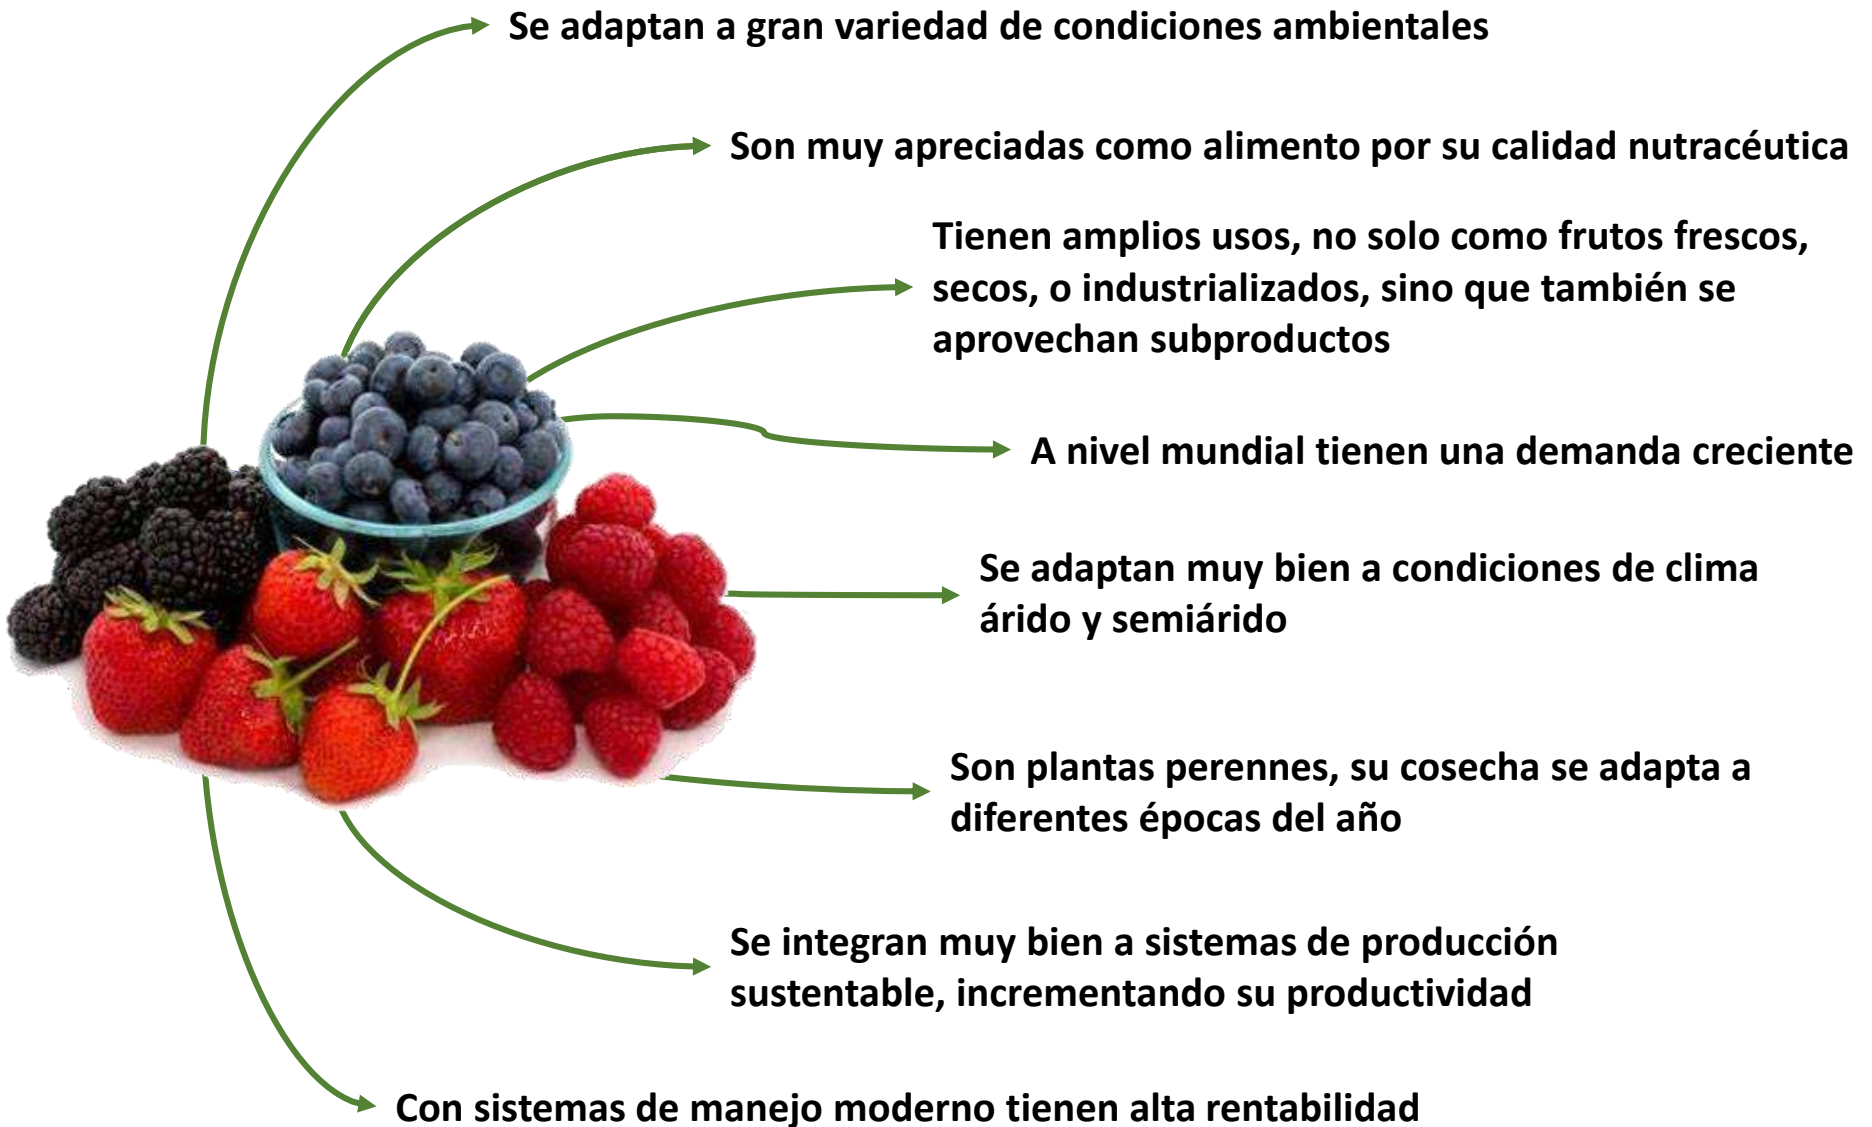 Se adaptan a gran variedad de condiciones ambientales
Son muy apreciadas como alimento por su calidad nutracéutica
Tienen amplios usos, no solo como frutos frescos,
secos, o industrializados, sino que también se
aprovechan subproductos
A nivel mundial tienen una demanda creciente
Se adaptan muy bien a condiciones de clima
árido y semiárido
Son plantas perennes, su cosecha se adapta a
diferentes épocas del año
Se integran muy bien a sistemas de producción
sustentable, incrementando su productividad
Con sistemas de manejo moderno tienen alta rentabilidad